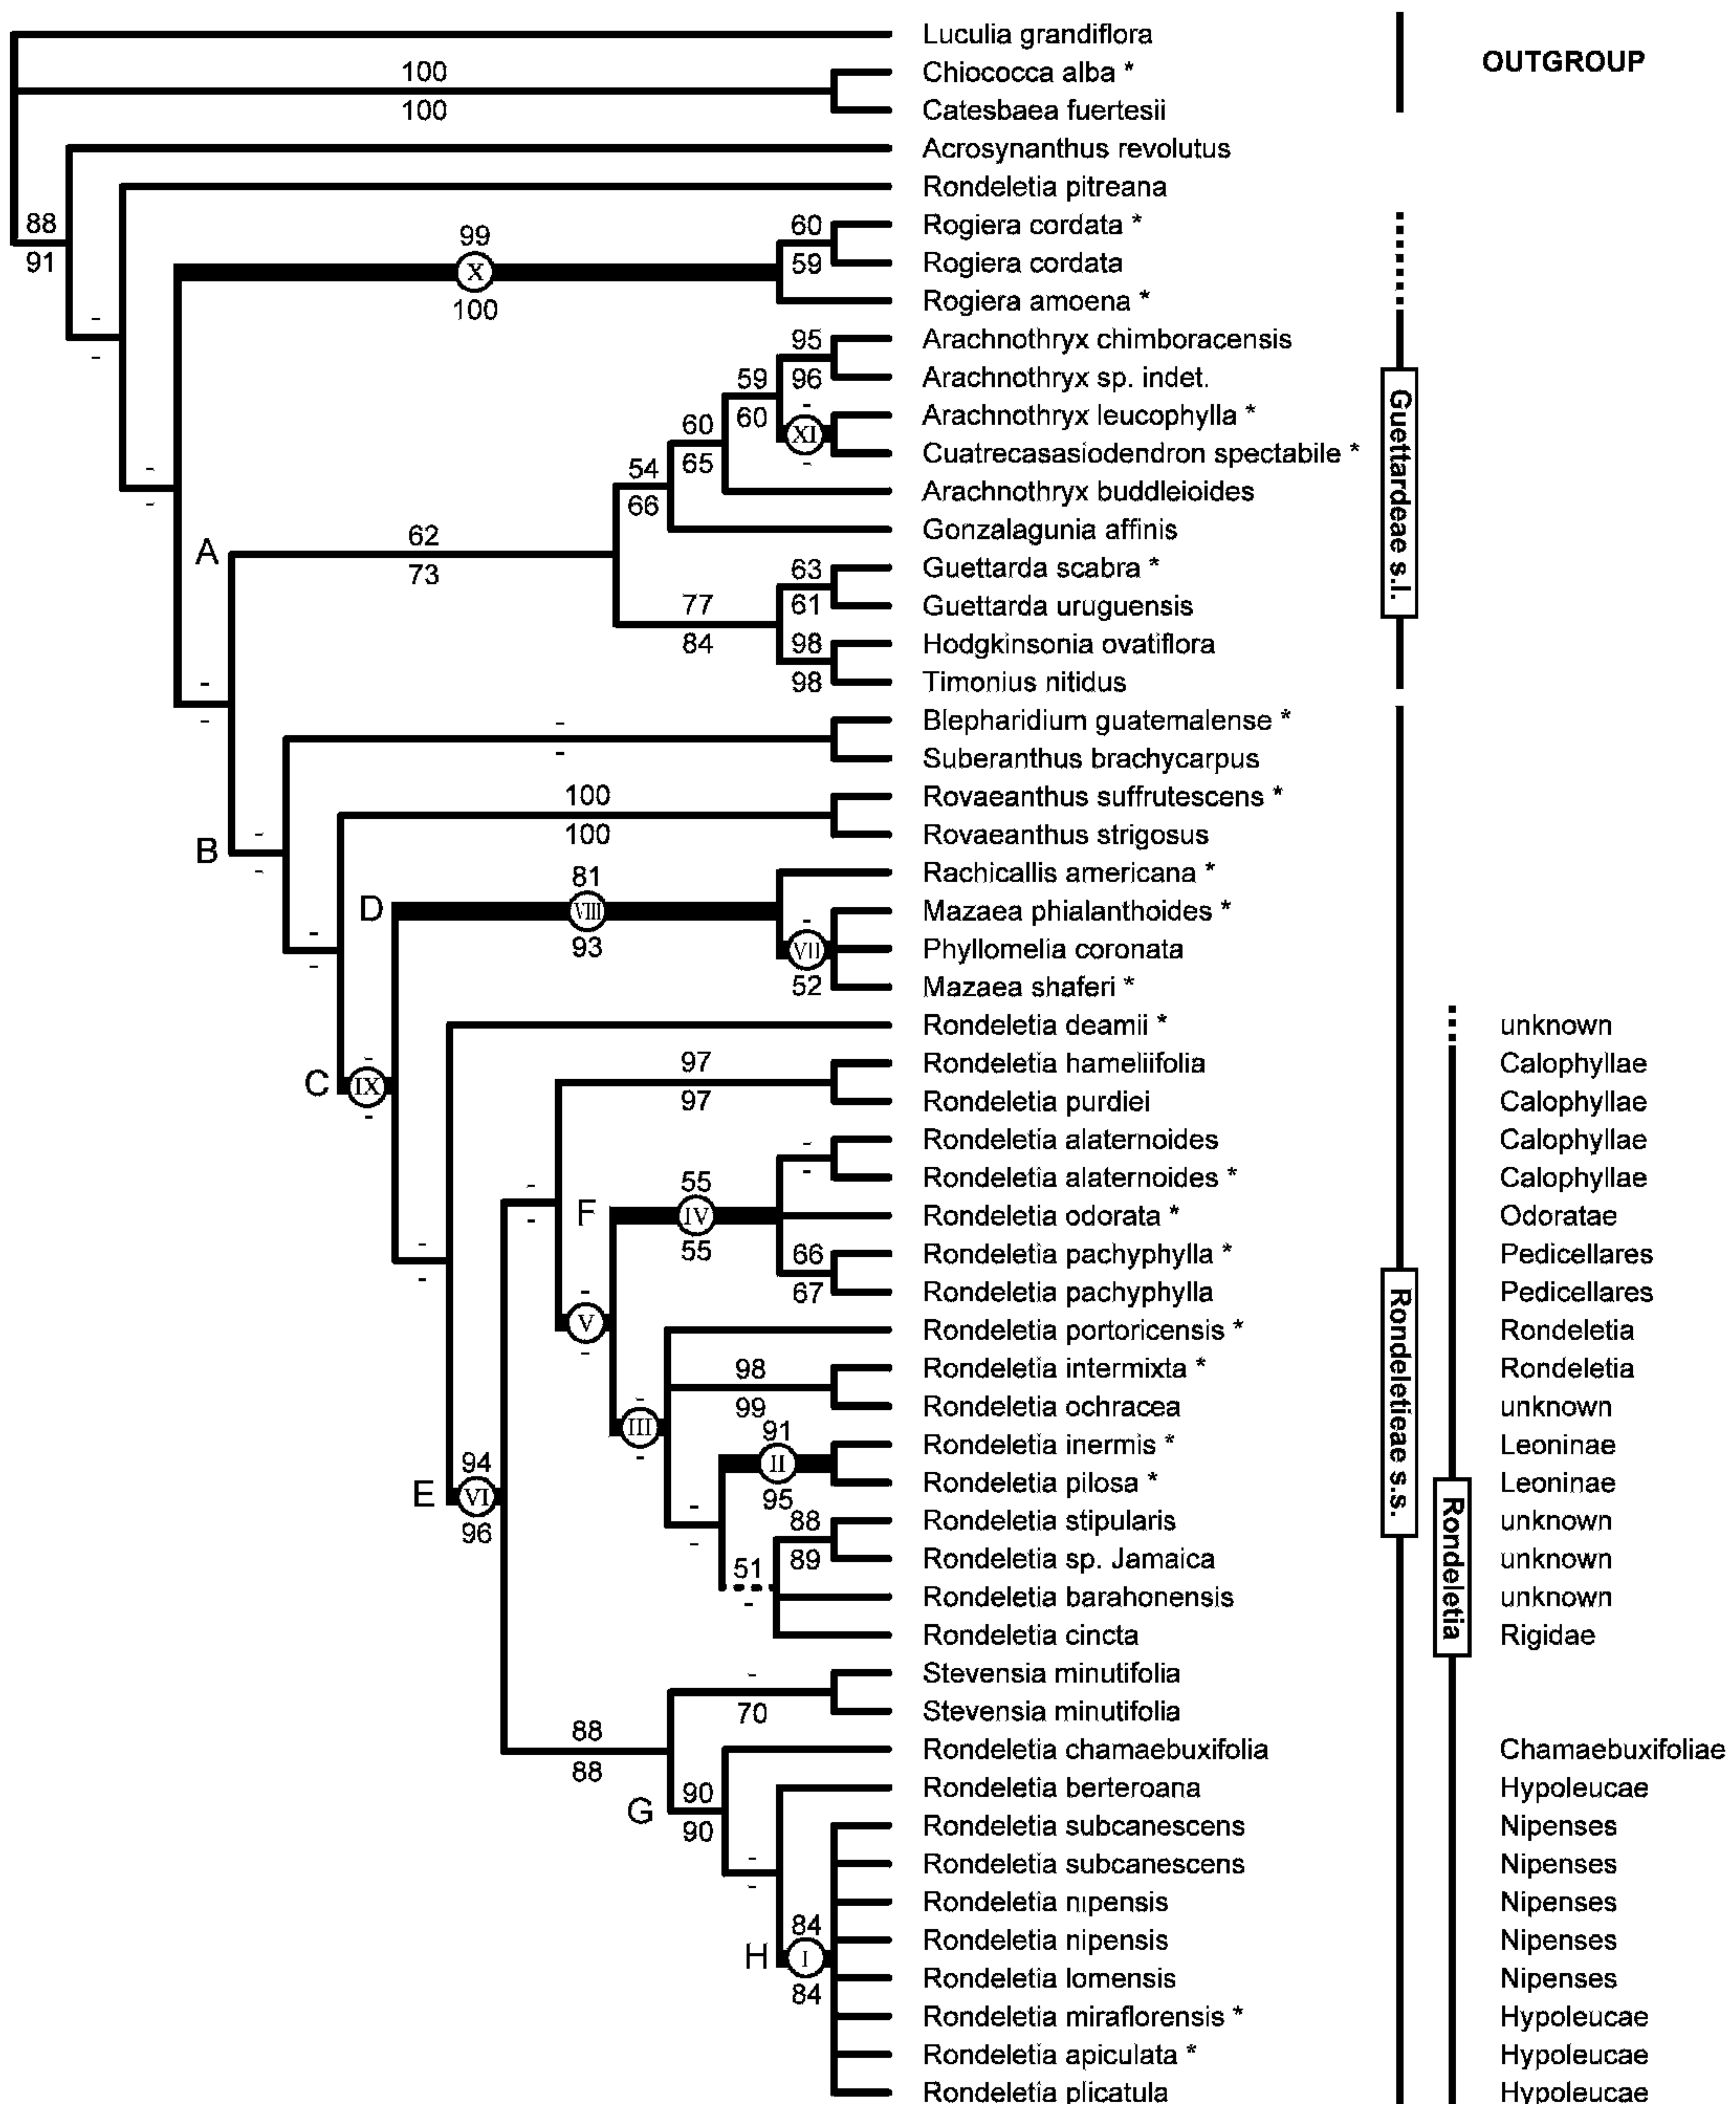 Luculia grandiflora
100
Chiococca alba *
OUTGROUP
100
Catesbaea fuertesii
Acrosynanthus revolutus
Rondeletia pitreana
88
91
99
X
100
60
Rogiera cordata *
59
Rogiera cordata
Rogiera amoena *
-
-
95
Arachnothryx chimboracensis
59
96
Arachnothryx sp. indet.
60
-
Arachnothryx leucophylla *
60
XI
Cuatrecasasiodendron spectabile *
-
65
54
Arachnothryx buddleioides
66
Gonzalagunia affinis
-
-
A
62
73
63
Guettarda scabra *
77
61
Guettarda uruguensis
84
98
Hodgkinsonia ovatiflora
98
Timonius nitidus
Guettardeae s.l.
-
-
-
Blepharidium guatemalense *
-
Suberanthus brachycarpus
100
Rovaeanthus suffrutescens *
100
Rovaeanthus strigosus
B
-
-
81
Rachicallis americana *
D
VIII
-
Mazaea phialanthoides *
93
VII
Phyllomelia coronata
52
Mazaea shaferi *
-
-
Rondeletia deamii *
unknown
C
-
IX
-
97
Rondeletia hameliifolia
Calophyllae
97
Rondeletia purdiei
Calophyllae
-
Rondeletia alaternoides
Calophyllae
-
Rondeletia alaternoides *
Calophyllae
-
-
F
55
IV
55
Rondeletia odorata *
Odoratae
66
Rondeletia pachyphylla *
Pedicellares
67
Rondeletia pachyphylla
Pedicellares
-
-
-
V
-
Rondeletia portoricensis *
Rondeletia
98
Rondeletia intermixta *
Rondeletia
99
Rondeletia ochracea
unknown
-
III
-
91
Rondeletia inermis *
Leoninae
II
95
Rondeletia pilosa *
Leoninae
Rondeletieae s.s.
E
94
VI
96
-
-
88
Rondeletia stipularis
unknown
89
Rondeletia sp. Jamaica
unknown
51
-
Rondeletia barahonensis
unknown
Rondeletia cincta
Rigidae
Rondeletia
-
Stevensia minutifolia
70
Stevensia minutifolia
88
88
Rondeletia chamaebuxifolia
Chamaebuxifoliae
G
90
90
Rondeletia berteroana
Hypoleucae
Rondeletia subcanescens
Nipenses
-
-
Rondeletia subcanescens
Nipenses
Rondeletia nipensis
Nipenses
84
Rondeletia nipensis
Nipenses
H
I
84
Rondeletia lomensis
Nipenses
Rondeletia miraflorensis *
Hypoleucae
Rondeletia apiculata *
Hypoleucae
Rondeletia plicatula
Hypoleucae